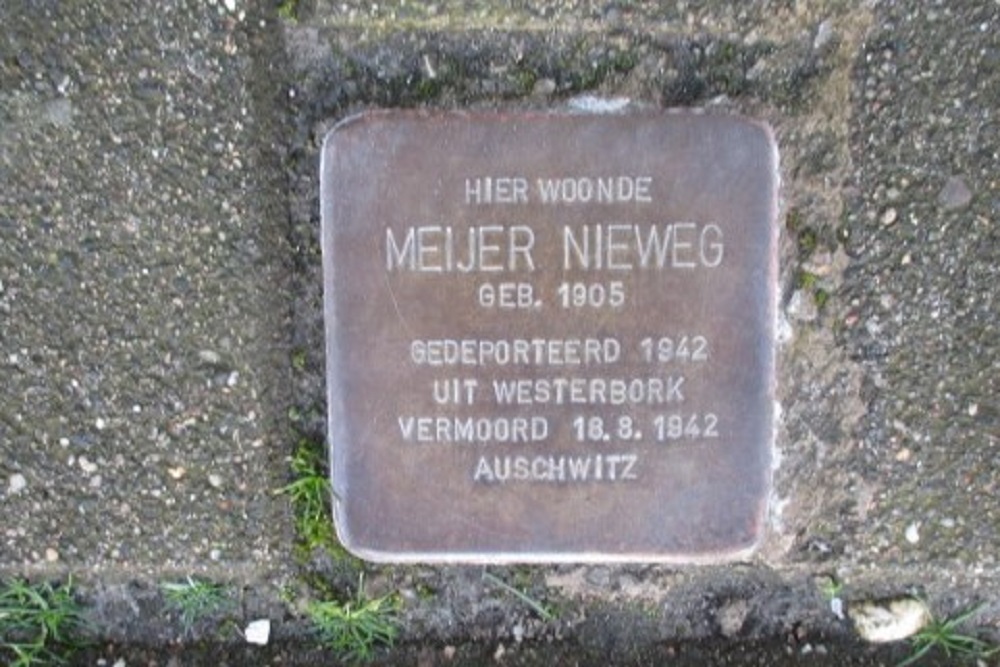 HIER WOONDE
MEIJER NIEWEG
GEB. 1905
GEDEPORTEERD 1942
UIT WESTERBORK
VERMOORD 18.8.1942
AUSCHWITZ